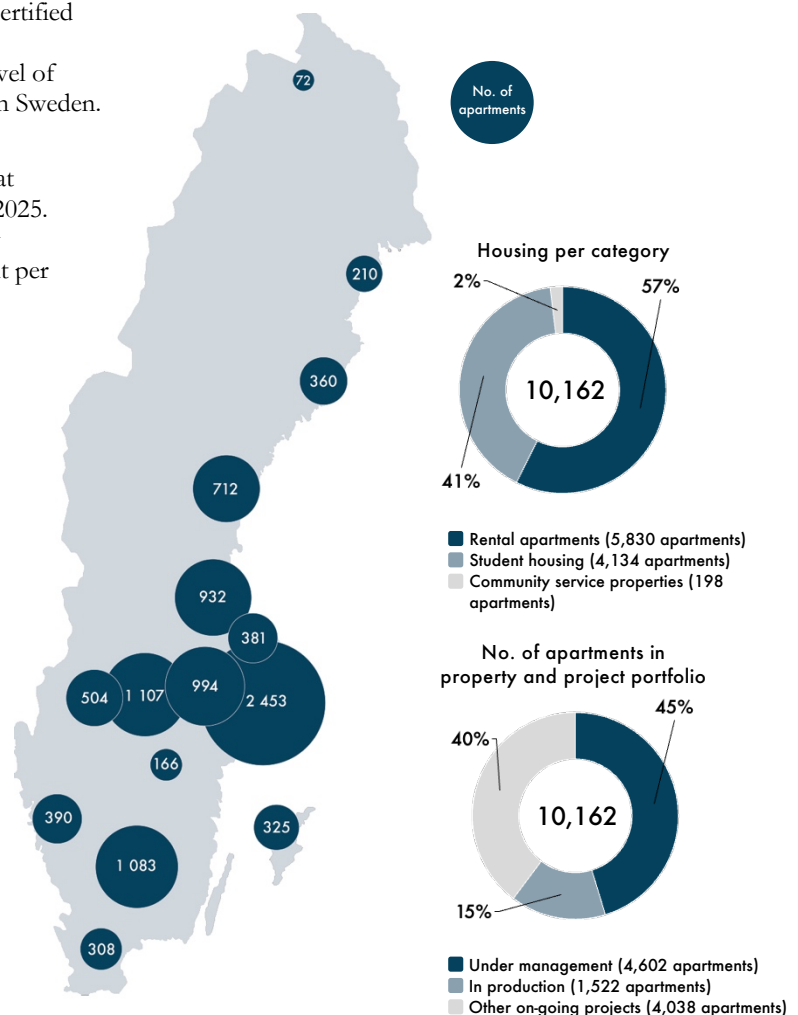 ertified
vel of
n Sweden.
at
2025.
t per
72
No. of
apartments
210
360
712
932
381
504
1 107
994
2 453
166
390
325
1 083
308
Housing per category
2%
57%
10,162
41%
Rental apartments (5,830 apartments)
Student housing (4,134 apartments)
Community service properties (198
apartments)
No. of apartments in
property and project portfolio
45%
40%
10,162
15%
Under management (4,602 apartments)
In production (1,522 apartments)
Other on-going projects (4,038 apartments)